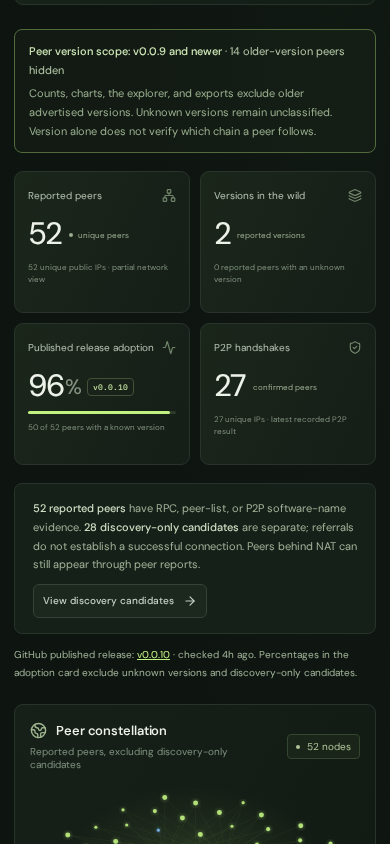 Peer version scope: v0.0.9 and newer · 14 older-version peers
hidden
Counts, charts, the explorer, and exports exclude older
advertised versions. Unknown versions remain unclassified.
Version alone does not verify which chain a peer follows.
Reported peers
52 • unique peers
52 unique public IPs · partial network
view
Versions in the wild
2 reported versions
0 reported peers with an unknown
version
Published release adoption
96% v0.0.10
50 of 52 peers with a known version
P2P handshakes
27 confirmed peers
27 unique IPs · latest recorded P2P
result
52 reported peers have RPC, peer-list, or P2P software-name
evidence. 28 discovery-only candidates are separate; referrals
do not establish a successful connection. Peers behind NAT can
still appear through peer reports.
View discovery candidates →
GitHub published release: v0.0.10 · checked 4h ago. Percentages in the
adoption card exclude unknown versions and discovery-only candidates.
Peer constellation
Reported peers, excluding discovery-only
candidates
• 52 nodes